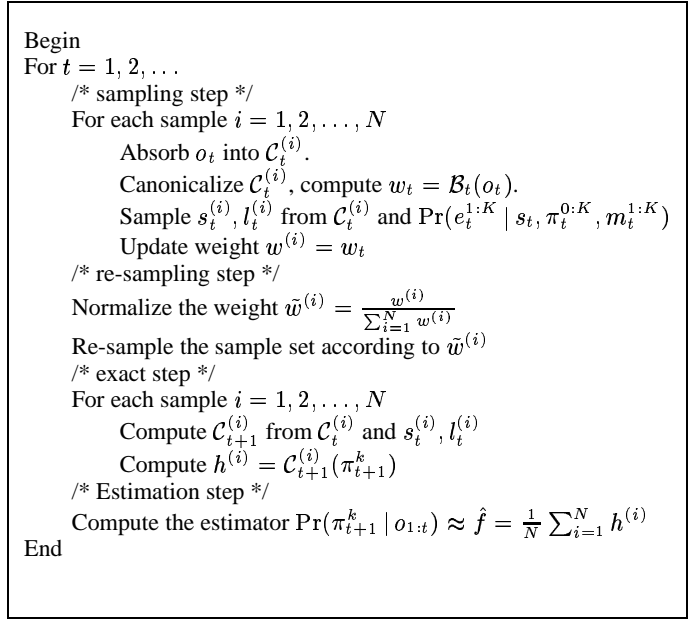 Begin
For t = 1, 2, . . .
/* sampling step */
For each sample i = 1, 2, . . . , N
Absorb o_t into 𝒞_t^{(i)}.
Canonicalize 𝒞_t^{(i)}, compute w_t = ℬ_t(o_t).
Sample s_t^{(i)}, l_t^{(i)} from 𝒞_t^{(i)} and Pr(e_t^{1:K} | s_t, π_t^{0:K}, m_t^{1:K})
Update weight w^{(i)} = w_t
/* re-sampling step */
Normalize the weight w̃^{(i)} = \frac{w^{(i)}}{∑_{i=1}^{N} w^{(i)}}
Re-sample the sample set according to w̃^{(i)}
/* exact step */
For each sample i = 1, 2, . . . , N
Compute 𝒞_{t+1}^{(i)} from 𝒞_t^{(i)} and s_t^{(i)}, l_t^{(i)}
Compute h^{(i)} = 𝒞_{t+1}^{(i)}(π_{t+1}^k)
/* Estimation step */
Compute the estimator Pr(π_{t+1}^k | o_{1:t}) ≈ f̂ = \frac{1}{N} ∑_{i=1}^{N} h^{(i)}
End